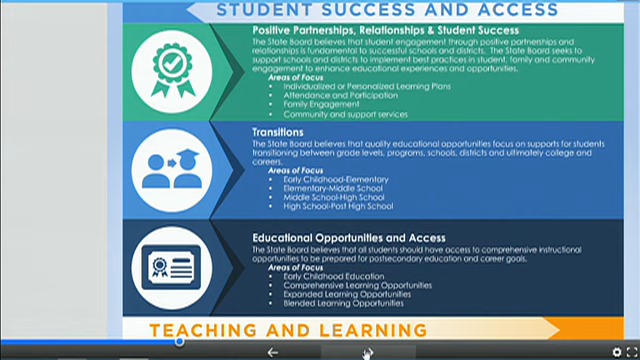 STUDENT SUCCESS AND ACCESS
Positive Partnerships, Relationships & Student Success
The State Board believes that student engagement through positive partnerships and
relationships is fundamental to successful schools and districts. The State Board seeks to
support schools and districts to implement best practices in student, family and community
engagement to enhance educational experiences and opportunities.
Areas of Focus
• Individualized or Personalized Learning Plans
• Attendance and Participation
• Family Engagement
• Community and support services
Transitions
The State Board believes that quality educational opportunities focus on supports for students
transitioning between grade levels, programs, schools, districts and ultimately college and
careers.
Areas of Focus
• Early Childhood-Elementary
• Elementary-Middle School
• Middle School-High School
• High School-Post High School
Educational Opportunities and Access
The State Board believes that all students should have access to comprehensive instructional
opportunities to be prepared for postsecondary education and career goals.
Areas of Focus
• Early Childhood Education
• Comprehensive Learning Opportunities
• Expanded Learning Opportunities
• Blended Learning Opportunities
TEACHING AND LEARNING